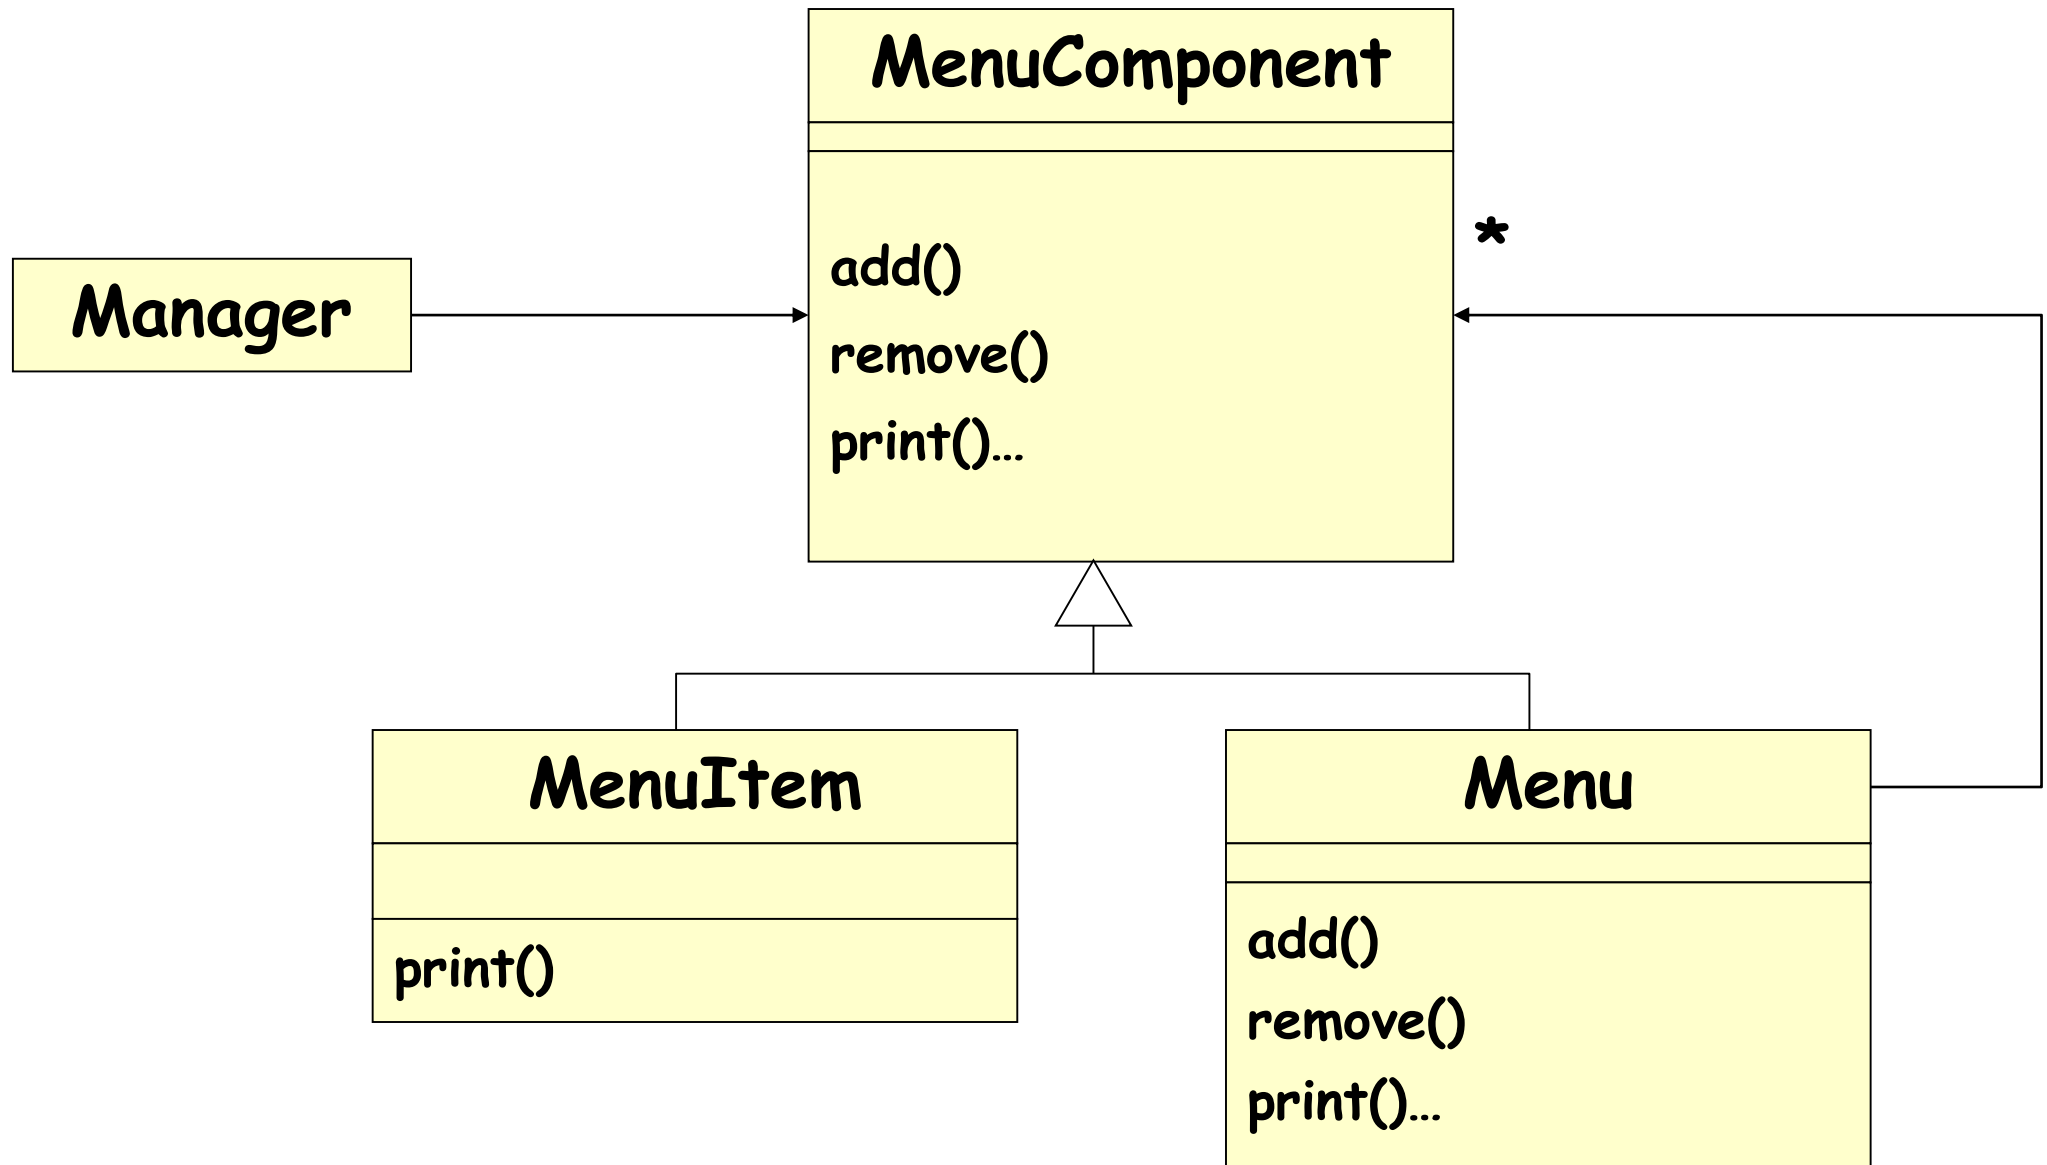 MenuComponent
add()
remove()
print()...
*
Manager
MenuItem
print()
Menu
add()
remove()
print()...